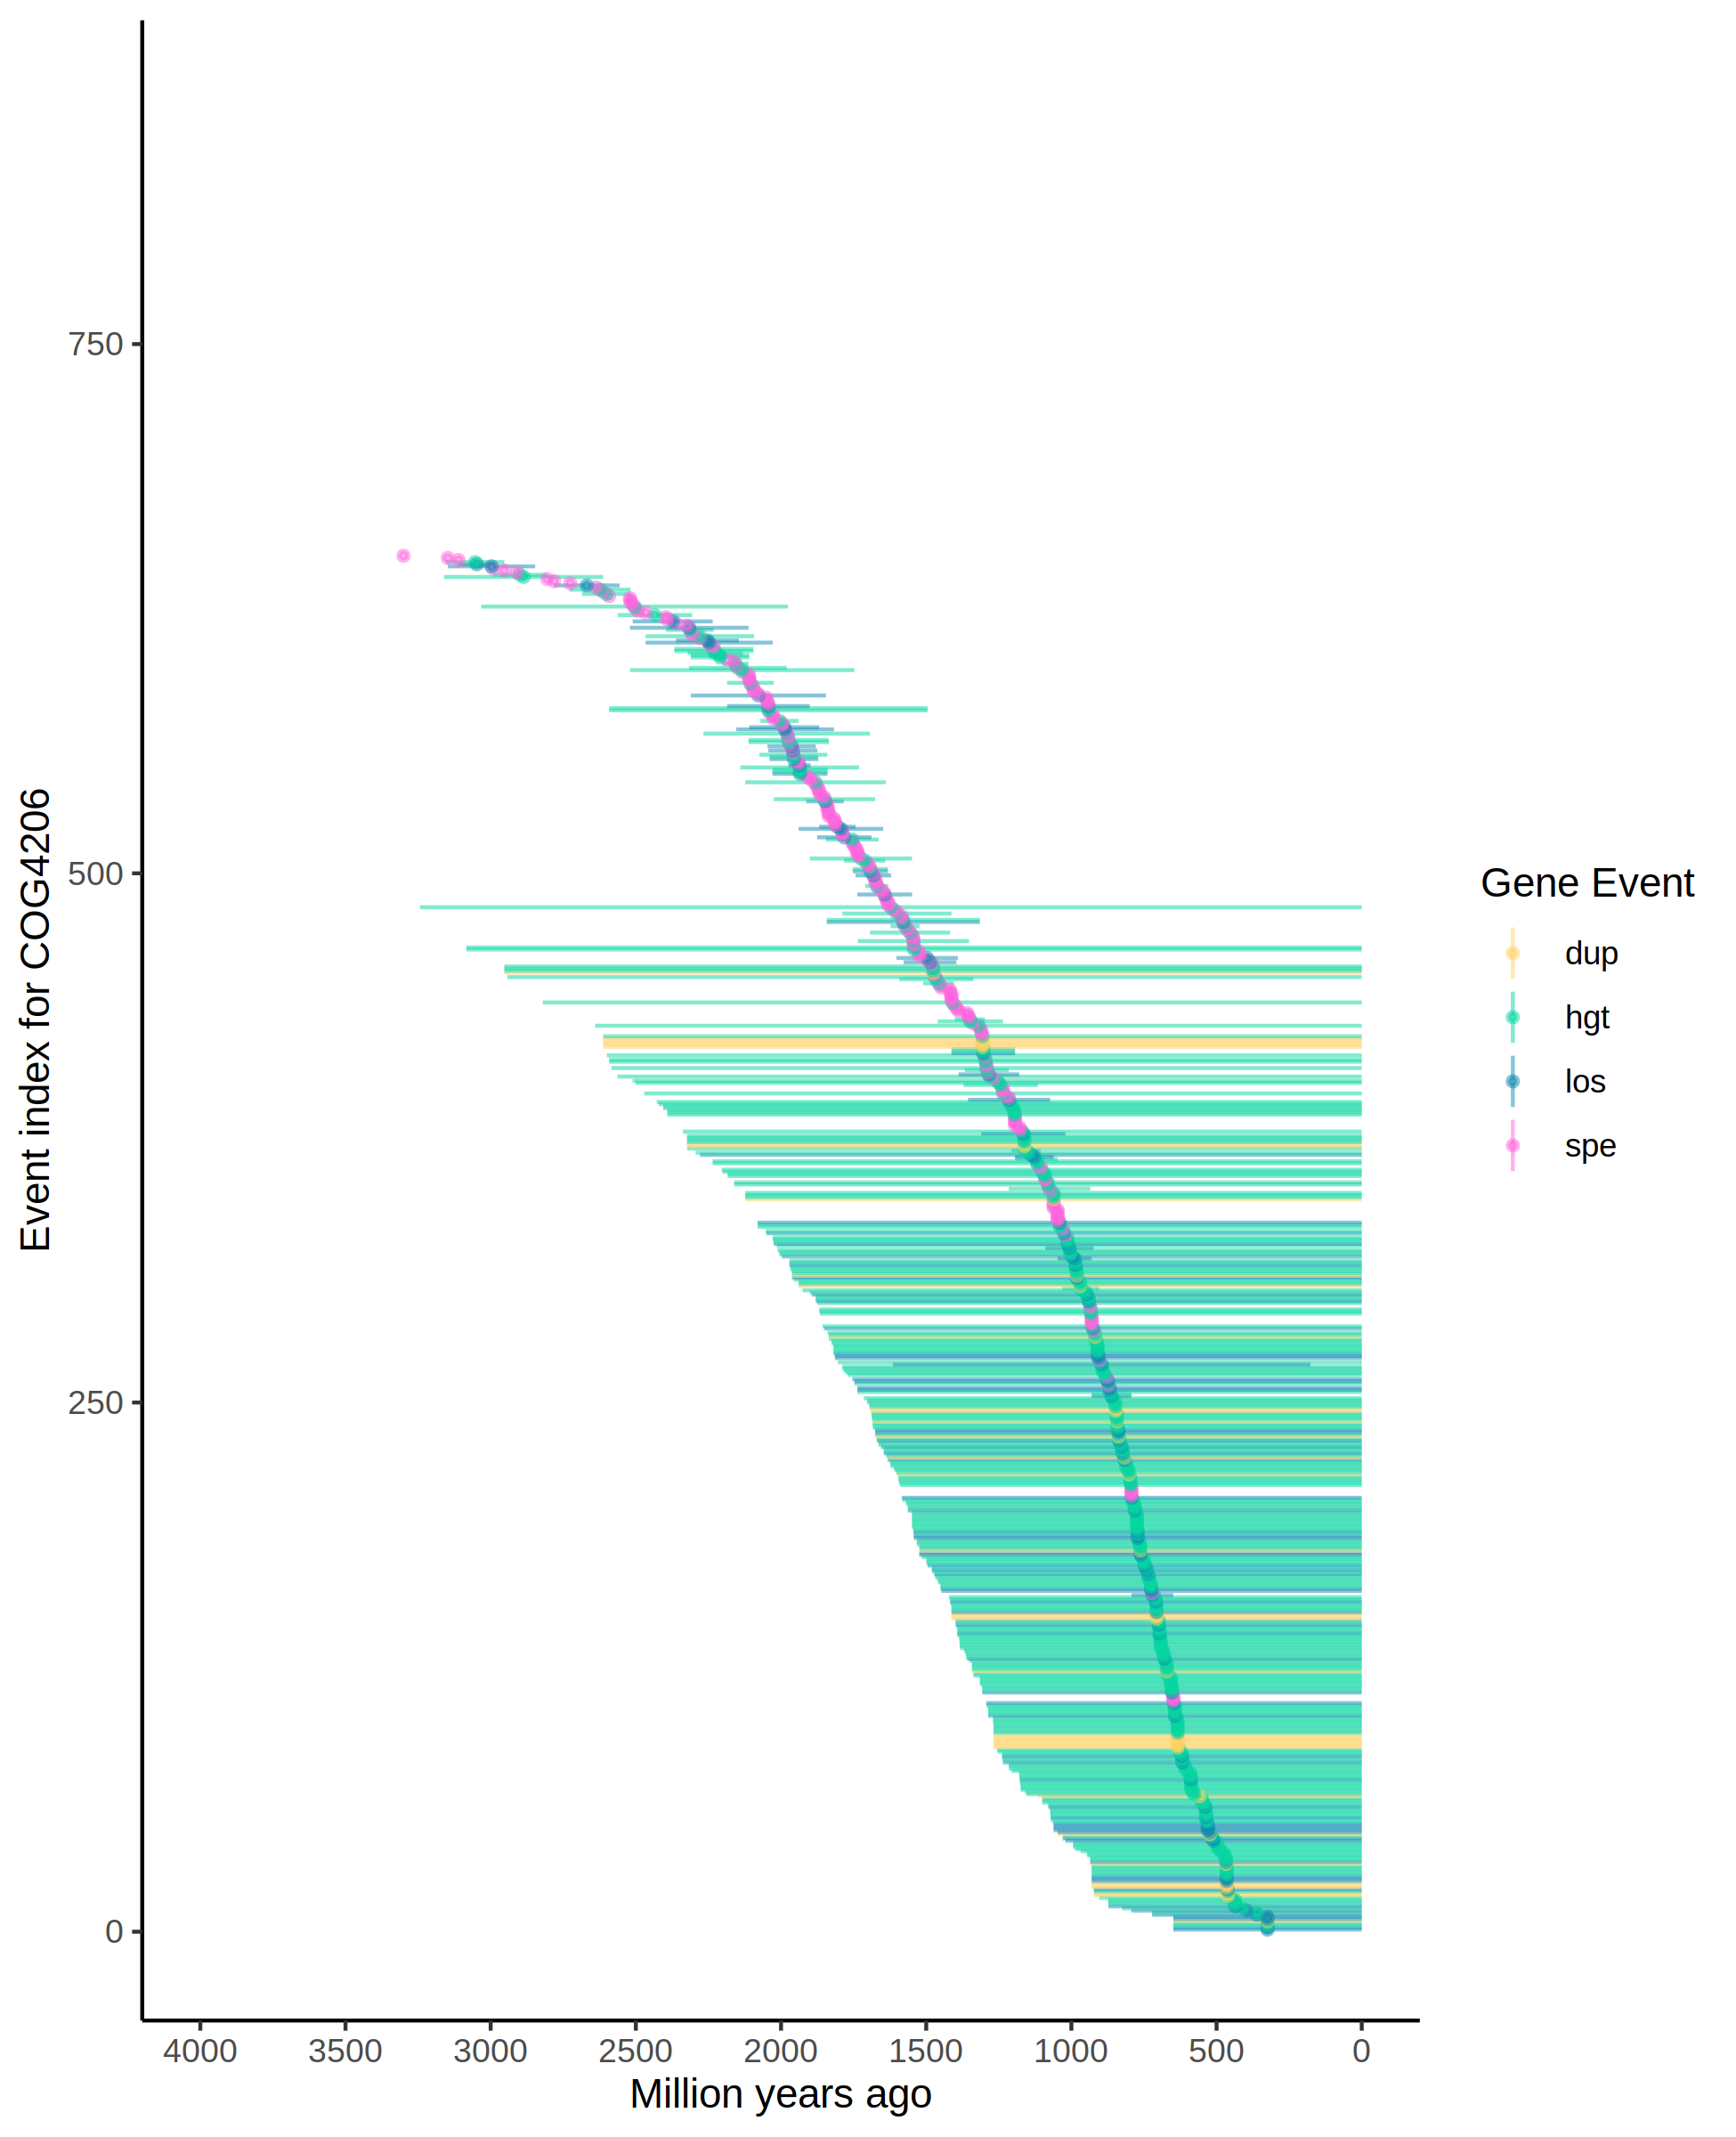 Event index for COG4206
750
500
250
0
4000 3500 3000 2500 2000 1500 1000 500 0
Million years ago
Gene Event
dup
hgt
los
spe